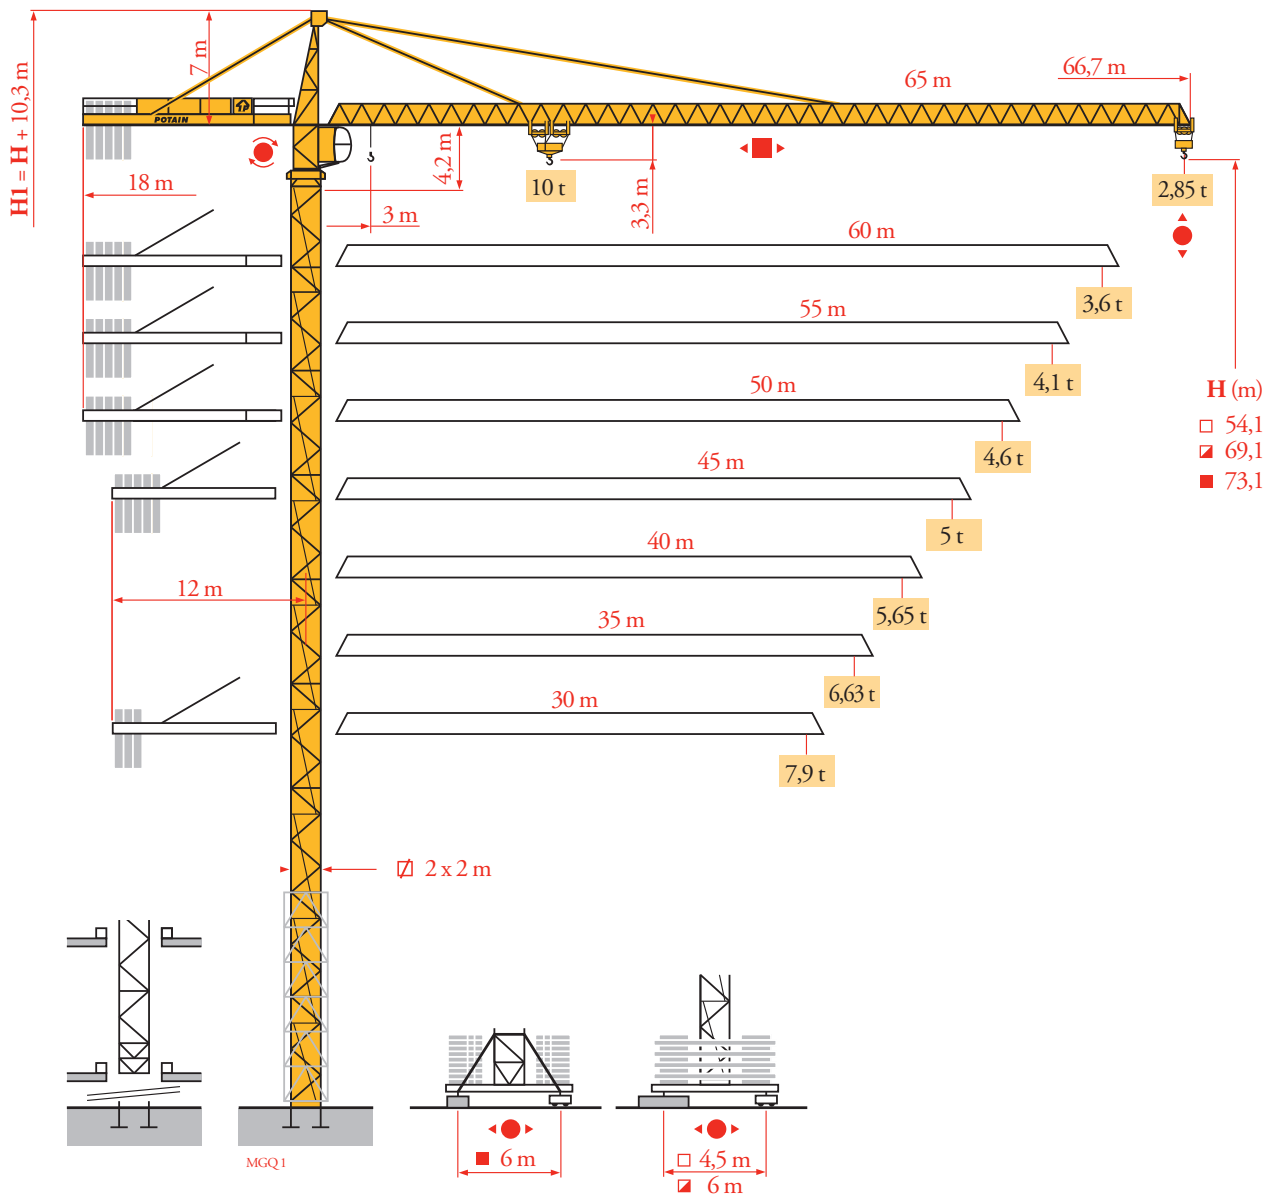 H1 = H + 10,3 m
7 m
65 m
66,7 m
POTAIN
4,2 m
10 t
3,3 m
2,85 t
18 m
3 m
60 m
3,6 t
55 m
4,1 t
50 m
4,6 t
H (m)
54,1
69,1
73,1
45 m
5 t
40 m
5,65 t
12 m
35 m
6,63 t
30 m
7,9 t
2 x 2 m
MGQ 1
6 m
4,5 m
6 m